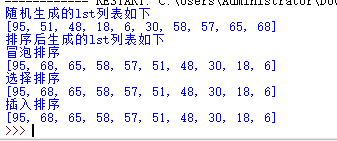 ============ RESTART: C:\Users\Administrator\Do
随机生成的lst列表如下
[95, 51, 48, 18, 6, 30, 58, 57, 65, 68]
排序后生成的lst列表如下
冒泡排序
[95, 68, 65, 58, 57, 51, 48, 30, 18, 6]
选择排序
[95, 68, 65, 58, 57, 51, 48, 30, 18, 6]
插入排序
[95, 68, 65, 58, 57, 51, 48, 30, 18, 6]
>>>